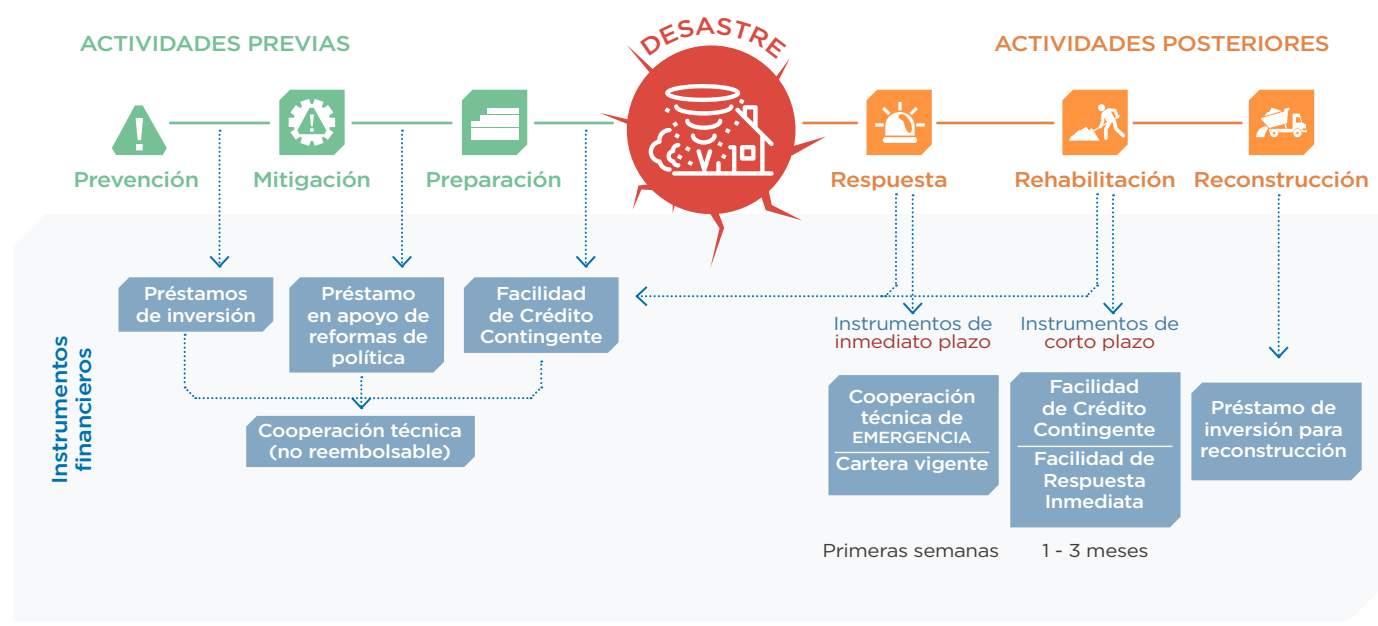 ACTIVIDADES PREVIAS
DESASTRE
ACTIVIDADES POSTERIORES
Prevención
Mitigación
Preparación
Respuesta
Rehabilitación
Reconstrucción
Instrumentos
financieros
Préstamos
de inversión
Préstamo
en apoyo de
reformas de
política
Facilidad
de Crédito
Contingente
Cooperación técnica
(no reembolsable)
Instrumentos de
inmediato plazo
Cooperación
técnica de
EMERGENCIA
Cartera vigente
Primeras semanas
Instrumentos de
corto plazo
Facilidad
de Crédito
Contingente
Facilidad de
Respuesta
Inmediata
1 - 3 meses
Préstamo de
inversión para
reconstrucción